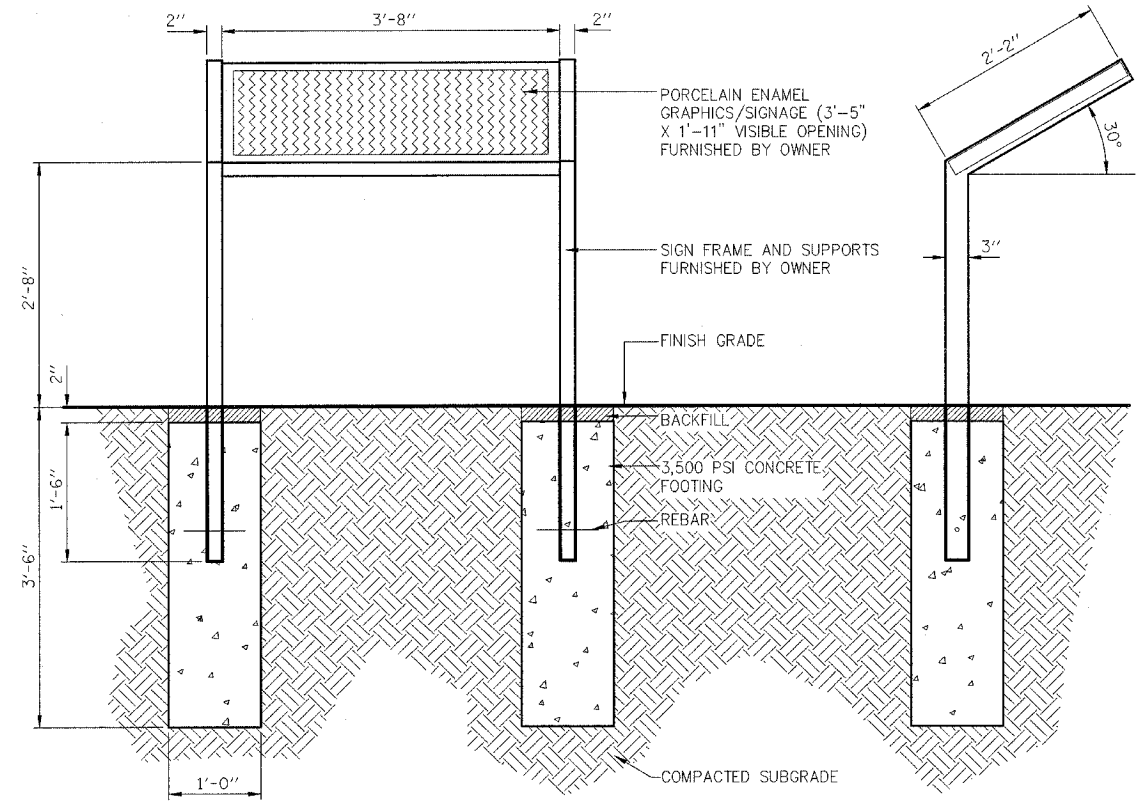 2"
3'-8"
2"
2'-2"
30°
PORCELAIN ENAMEL
GRAPHICS/SIGNAGE (3'-5"
X 1'-11" VISIBLE OPENING)
FURNISHED BY OWNER
SIGN FRAME AND SUPPORTS
FURNISHED BY OWNER
3"
2'-8"
FINISH GRADE
2"
BACKFILL
3,500 PSI CONCRETE
FOOTING
REBAR
1'-6"
3'-6"
COMPACTED SUBGRADE
1'-0"